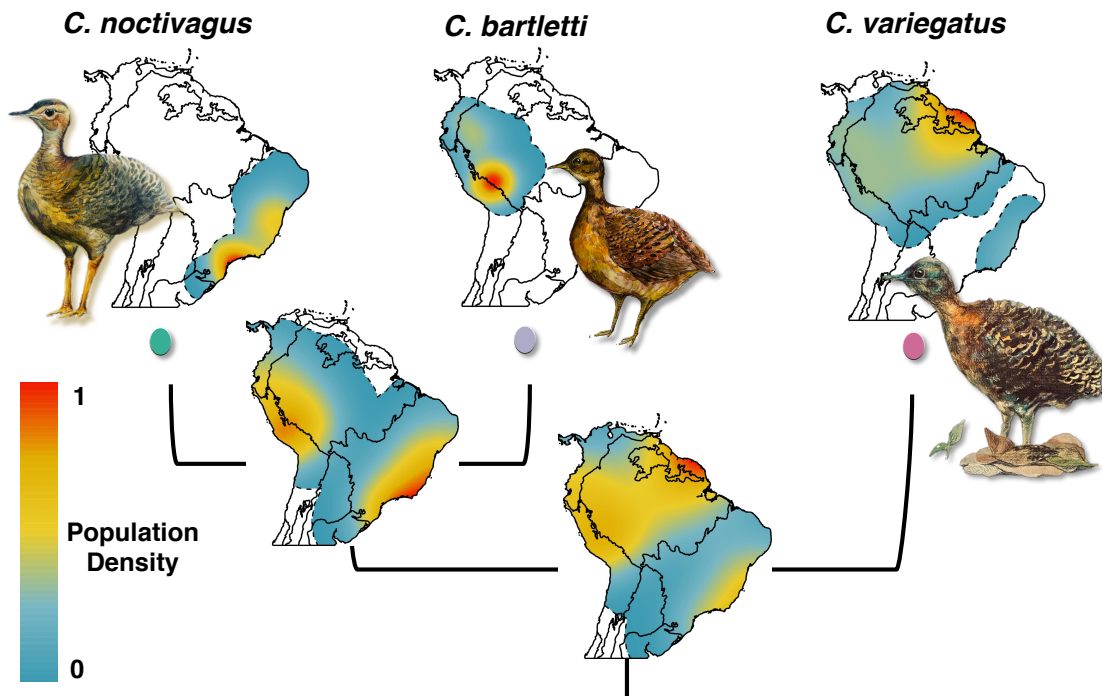 C. noctivagus
C. bartletti
C. variegatus
1
Population
Density
0